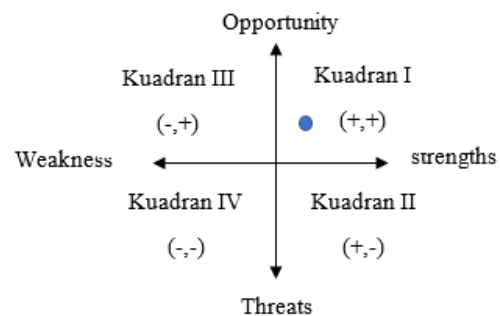 Opportunity
Kuadran III
Kuadran I
(-,+)
(+,+)
Weakness
strengths
Kuadran IV
Kuadran II
(-,-)
(+,-)
Threats